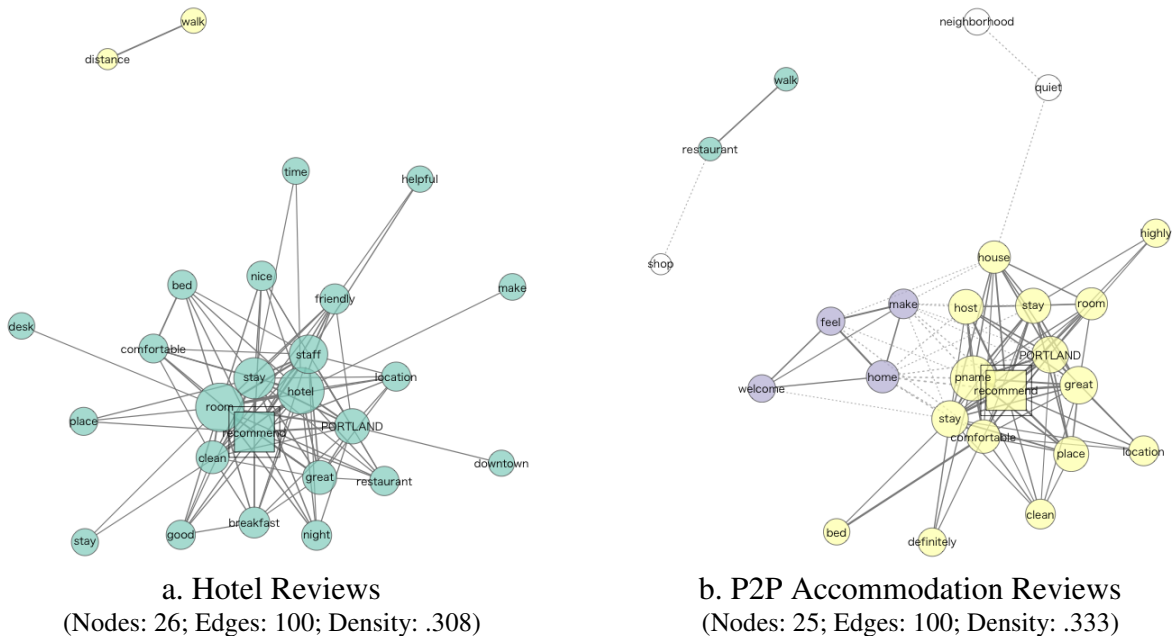 walk
distance
time
helpful
nice
bed
friendly
make
desk
comfortable
staff
stay
hotel
location
room
place
recommend
PORTLAND
clean
downtown
great
restaurant
breakfast
good
night
stay
a. Hotel Reviews
(Nodes: 26; Edges: 100; Density: .308)
neighborhood
walk
quiet
restaurant
highly
house
shop
make
host
stay
room
feel
PORTLAND
home
pname
welcome
recommend
great
stay
comfortable
place
location
clean
bed
definitely
b. P2P Accommodation Reviews
(Nodes: 25; Edges: 100; Density: .333)